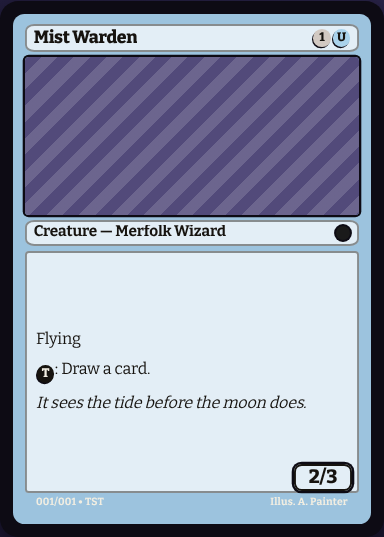 Mist Warden 1 U
Creature — Merfolk Wizard
Flying
T: Draw a card.
It sees the tide before the moon does.
2/3
001/001 • TST Illus. A. Painter